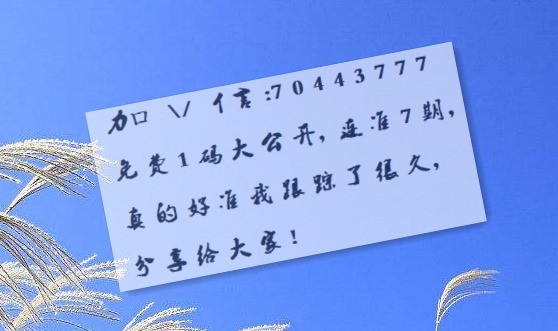 加 \/ 信:70443777
免费1码大公开,连准7期,
真的好准我跟踪了很久,
分享给大家!